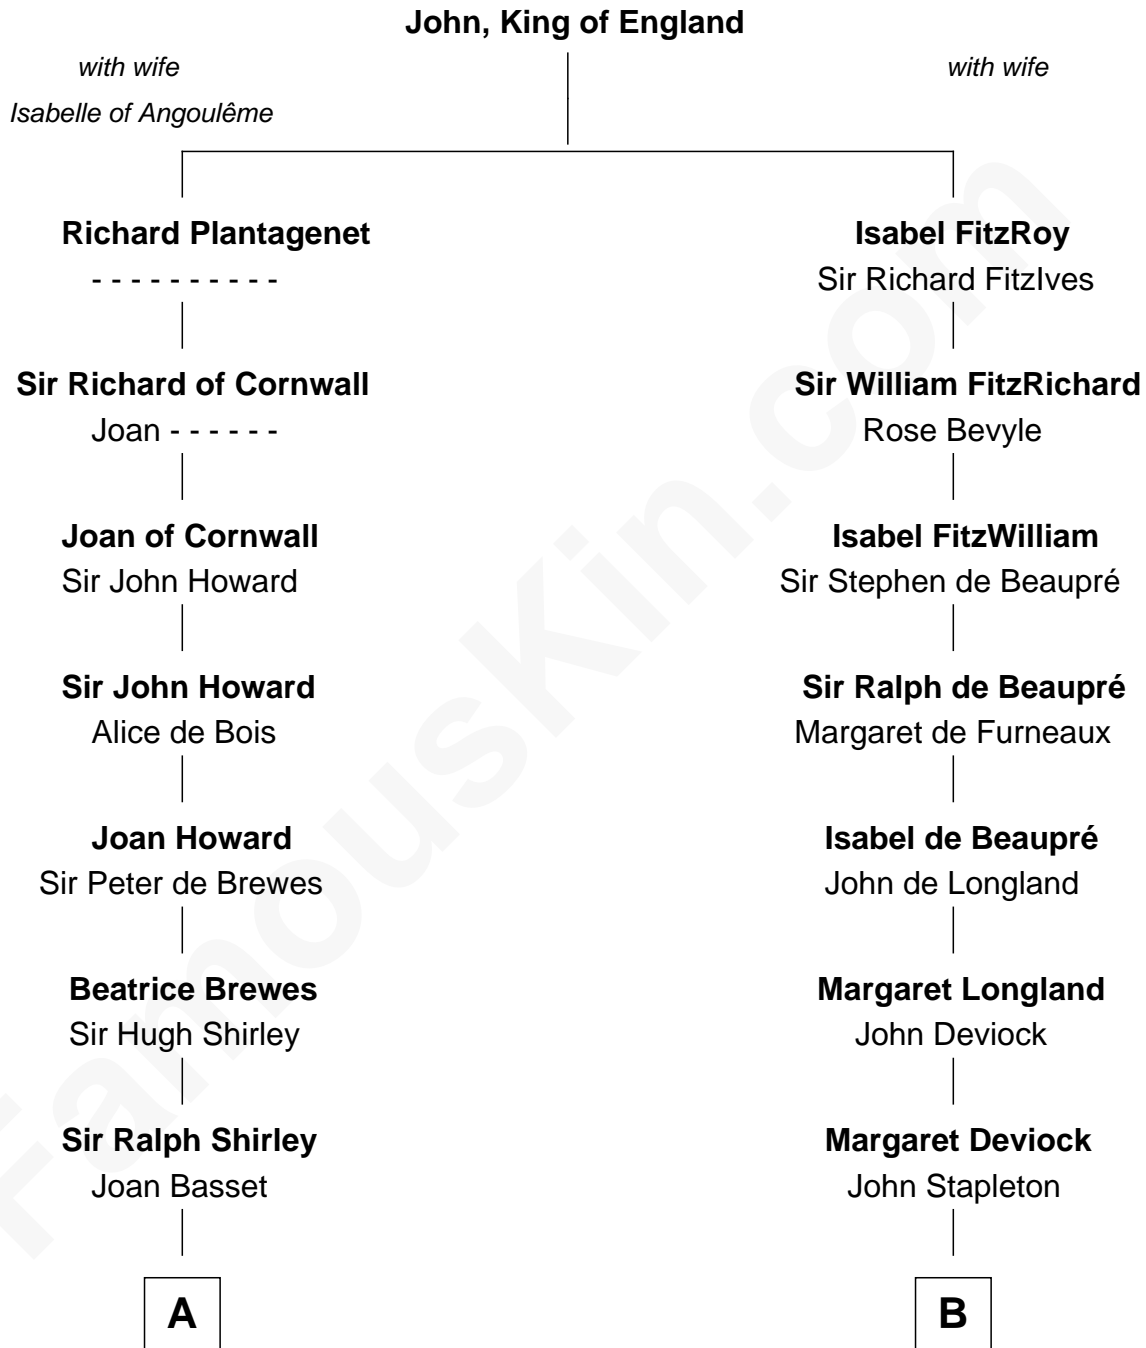 John, King of England
with wife
Isabelle of Angoulême
with wife
Richard Plantagenet
- - - - - - - - - -
Sir Richard of Cornwall
Joan - - - - - -
Joan of Cornwall
Sir John Howard
Sir John Howard
Alice de Bois
Joan Howard
Sir Peter de Brewes
Beatrice Brewes
Sir Hugh Shirley
Sir Ralph Shirley
Joan Basset
A
Isabel FitzRoy
Sir Richard FitzIves
Sir William FitzRichard
Rose Bevyle
Isabel FitzWilliam
Sir Stephen de Beaupré
Sir Ralph de Beaupré
Margaret de Furneaux
Isabel de Beaupré
John de Longland
Margaret Longland
John Deviock
Margaret Deviock
John Stapleton
B
FamousKin.com